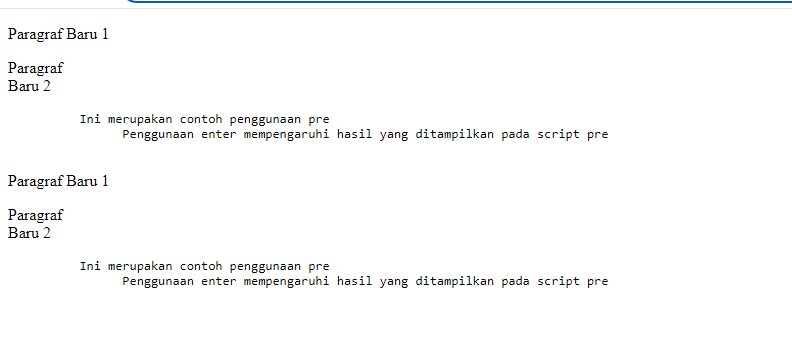 Paragraf Baru 1
Paragraf
Baru 2
Ini merupakan contoh penggunaan pre
Penggunaan enter mempengaruhi hasil yang ditampilkan pada script pre
Paragraf Baru 1
Paragraf
Baru 2
Ini merupakan contoh penggunaan pre
Penggunaan enter mempengaruhi hasil yang ditampilkan pada script pre